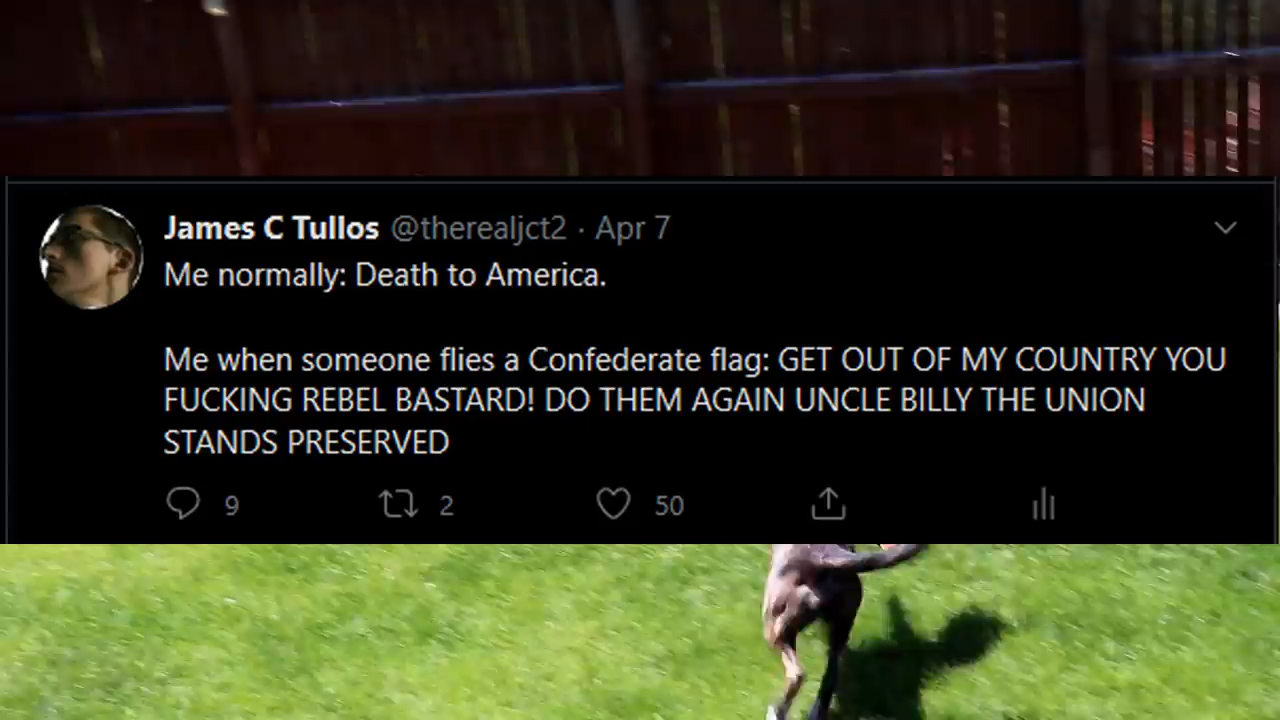 James C Tullos @therealjct2 · Apr 7
Me normally: Death to America.
Me when someone flies a Confederate flag: GET OUT OF MY COUNTRY YOU
FUCKING REBEL BASTARD! DO THEM AGAIN UNCLE BILLY THE UNION
STANDS PRESERVED
9 2 50